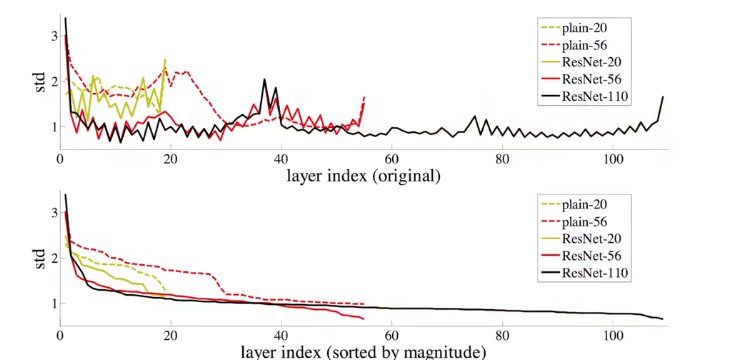 3
2
1
std
plain-20
plain-56
ResNet-20
ResNet-56
ResNet-110
0 20 40 60 80 100
layer index (original)
3
2
1
std
plain-20
plain-56
ResNet-20
ResNet-56
ResNet-110
0 20 40 60 80 100
layer index (sorted by magnitude)